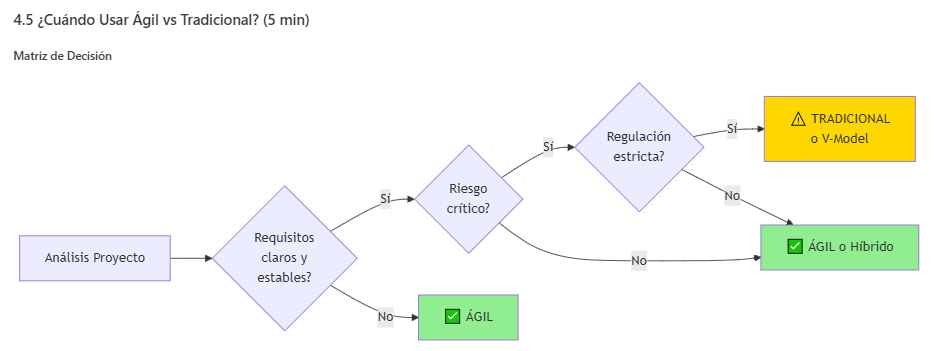 4.5 ¿Cuándo Usar Ágil vs Tradicional? (5 min)
Matriz de Decisión
Análisis Proyecto
Requisitos
claros y
estables?
Sí
No
✅ ÁGIL
Riesgo
crítico?
Sí
No
Regulación
estricta?
Sí
No
⚠ TRADICIONAL
o V-Model
✅ ÁGIL o Híbrido